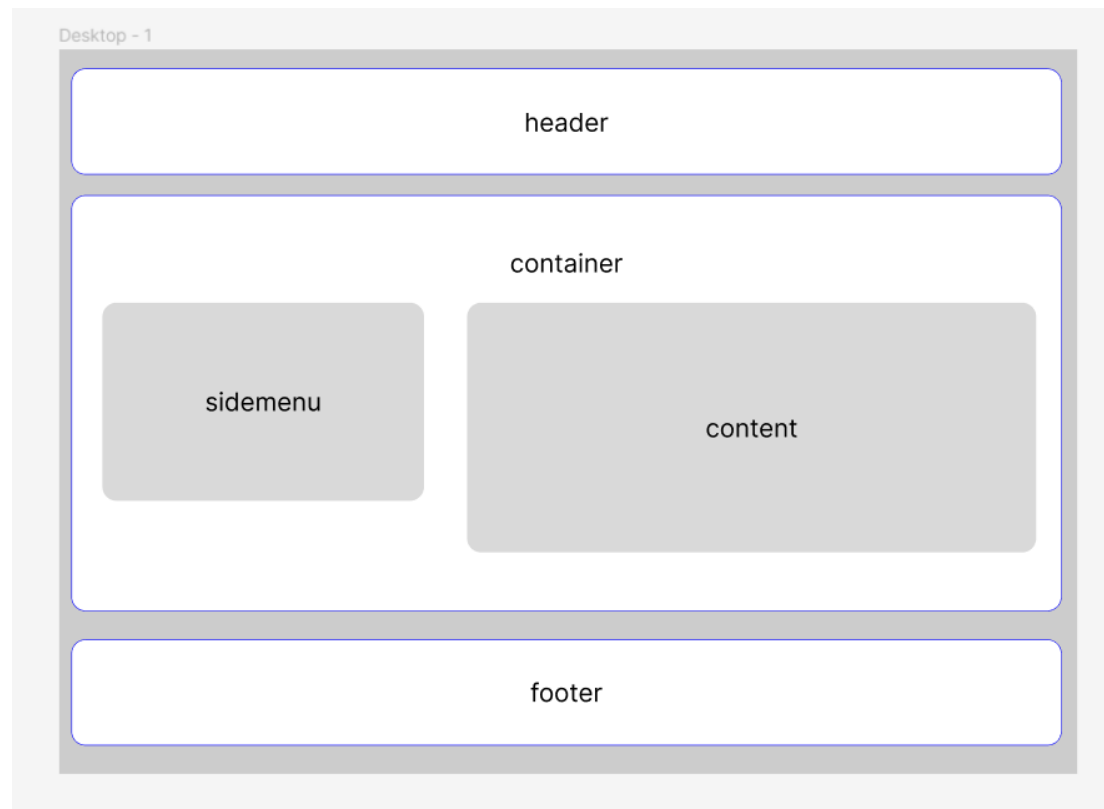 Desktop - 1
header
container
sidemenu
content
footer